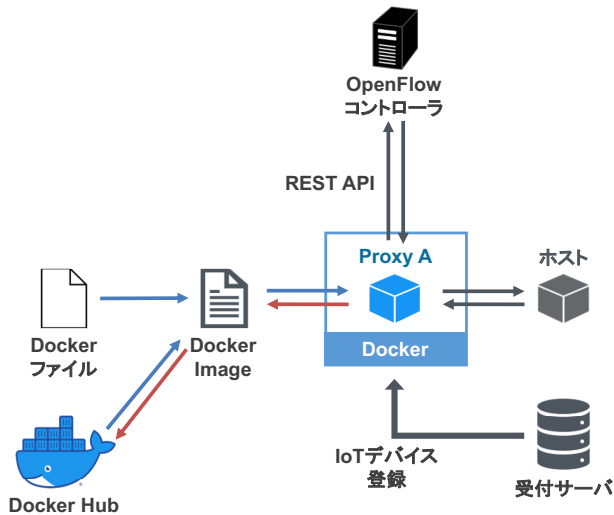 OpenFlow
コントローラ
REST API
Proxy A
ホスト
Docker
Docker
ファイル
Docker
Image
IoTデバイス
登録
受付サーバ
Docker Hub